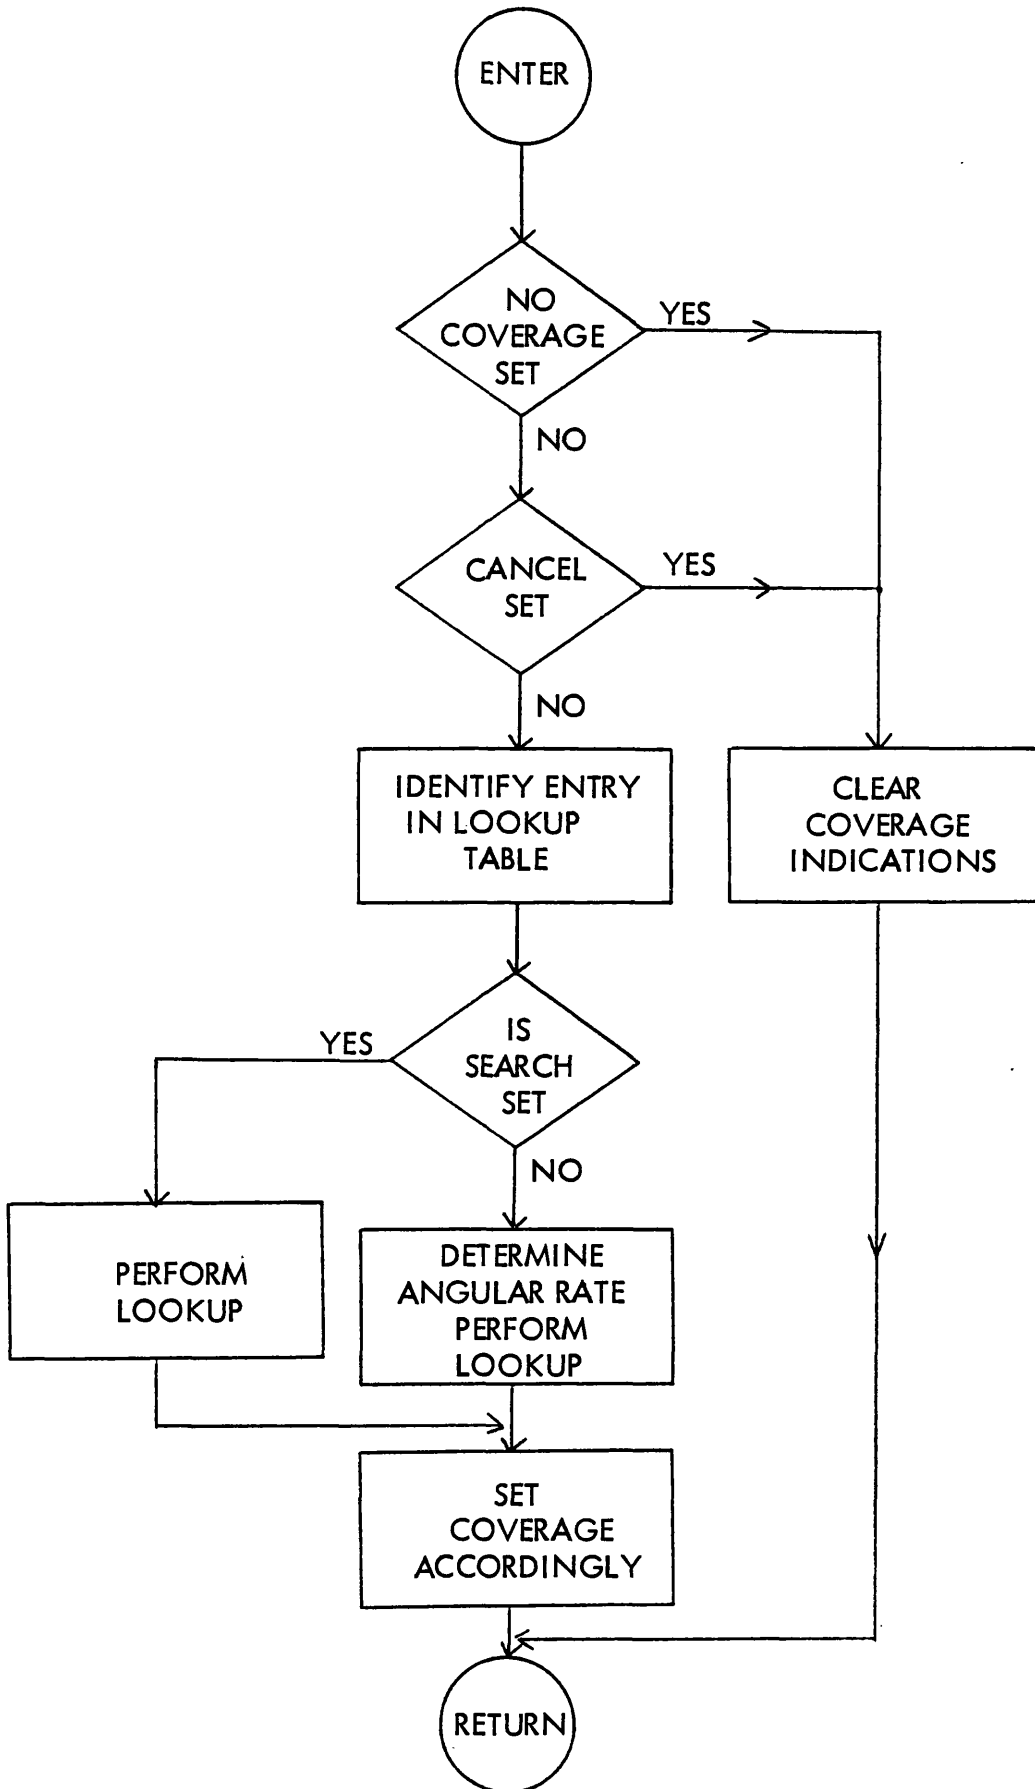 ENTER
NO
COVERAGE
SET
YES
NO
CANCEL
SET
YES
NO
IDENTIFY ENTRY
IN LOOKUP
TABLE
CLEAR
COVERAGE
INDICATIONS
IS
SEARCH
SET
YES
NO
PERFORM
LOOKUP
DETERMINE
ANGULAR RATE
PERFORM
LOOKUP
SET
COVERAGE
ACCORDINGLY
RETURN